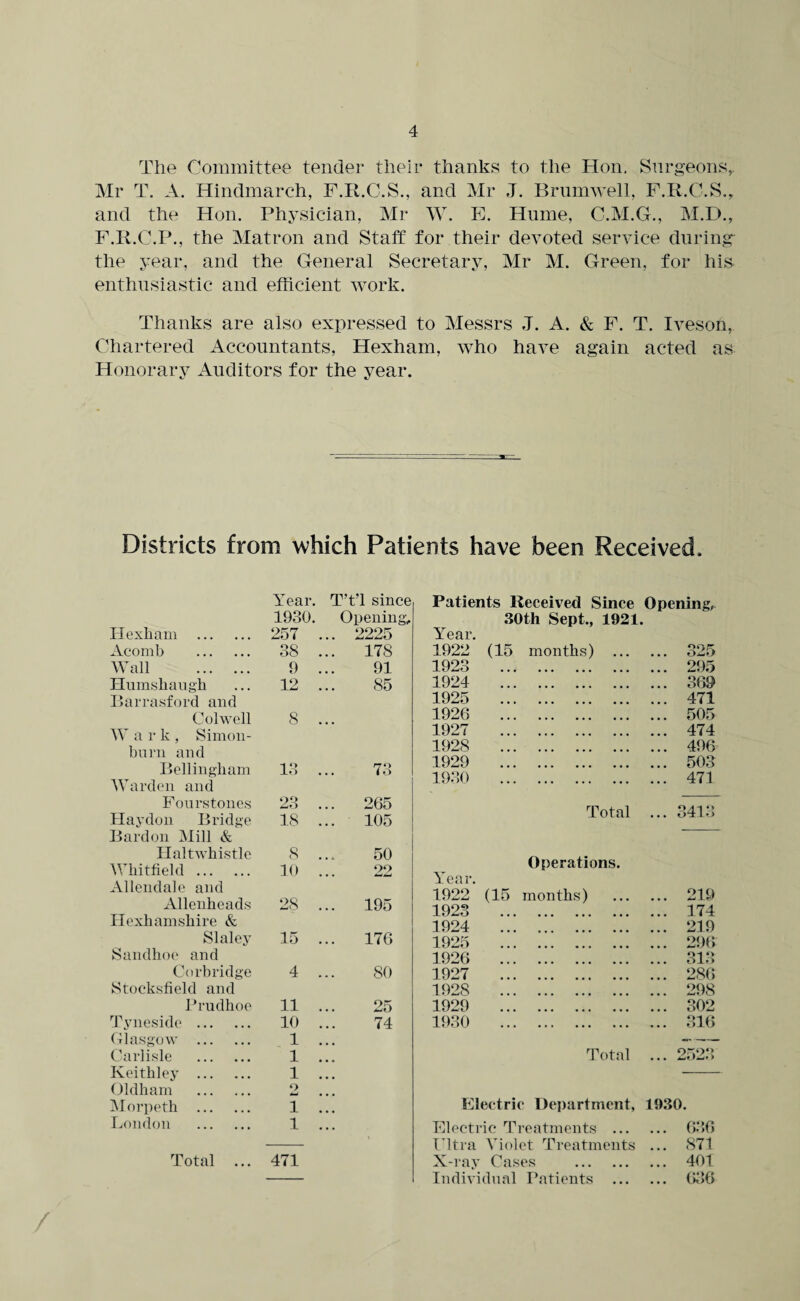 4
The Committee tender their thanks to the Hon. Surgeons,
Mr T. A. Hindmarch, F.R.C.S., and Mr J. Brumwell, F.R.C.S.,
and the Hon. Physician, Mr W. E. Hume, C.M.G., M.D.,
F.R.C.P., the Matron and Staff for their devoted service during
the year, and the General Secretary, Mr M. Green, for his
enthusiastic and efficient work.
Thanks are also expressed to Messrs J. A. & F. T. Iveson,
Chartered Accountants, Hexham, who have again acted as
Honorary Auditors for the year.
Districts from which Patients have been Received.
Year. T't'l since
1930. Opening.
Hexham ... ... 257 ... 2225
Acomb ... ... 38 ... 178
Wall ... ... 9 ... 91
Humshaugh ... 12 ... 85
Barrasford and
Colwell 8 ...
Wark, Simon-
burn and
Bellingham 13 ... 73
Warden and
Fourstones 23 ... 265
Haydon Bridge 18 ... 105
Bardon Mill &
Haltwhistle 8 ... 50
Whitfield ... ... 10 ... 22
Allendale and
Allenheads 28 ... 195
Hexhamshire &
Slaley 15 ... 176
Sandhoe and
Corbridge 4 ... 80
Stocksfield and
Prudhoe 11 ... 25
Tyneside ... ... 10 ... 74
Glasgow ... ... 1 ...
Carlisle ... ... 1 ...
Keithley ... ... 1 ...
Oldham ... ... 2 ...
Morpeth ... ... 1 ...
London ... ... 1 ...
Total ... 471
Patients Received Since Opening,
30th Sept., 1921.
Year.
1922 (15 months) ... ... 325
1923 ... ... ... ... ... 295
1924 ... ... ... ... ... 369
1925 ... ... ... ... ... 471
1926 ... ... ... ... ... 505
1927 ... ... ... ... ... 474
1928 ... ... ... ... ... 496
1929 ... ... ... ... ... 503
1930 ... ... ... ... ... 471
Total ... 3413
Operations.
Year.
1922 (15 months) ... ... 219
1923 ... ... ... ... ... 174
1924 ... ... ... ... ... 219
1925 ... ... ... ... ... 296
1926 ... ... ... ... ... 313
1927 ... ... ... ... ... 286
1928 ... ... ... ... ... 298
1929 ... ... ... ... ... 302
1930 ... ... ... ... ... 316
Total ... 2523
Electric Department, 1930.
Electric Treatments ... ... 636
Ultra Violet Treatments ... 871
X-ray Cases ... ... ... 401
Individual Patients ... ... 636